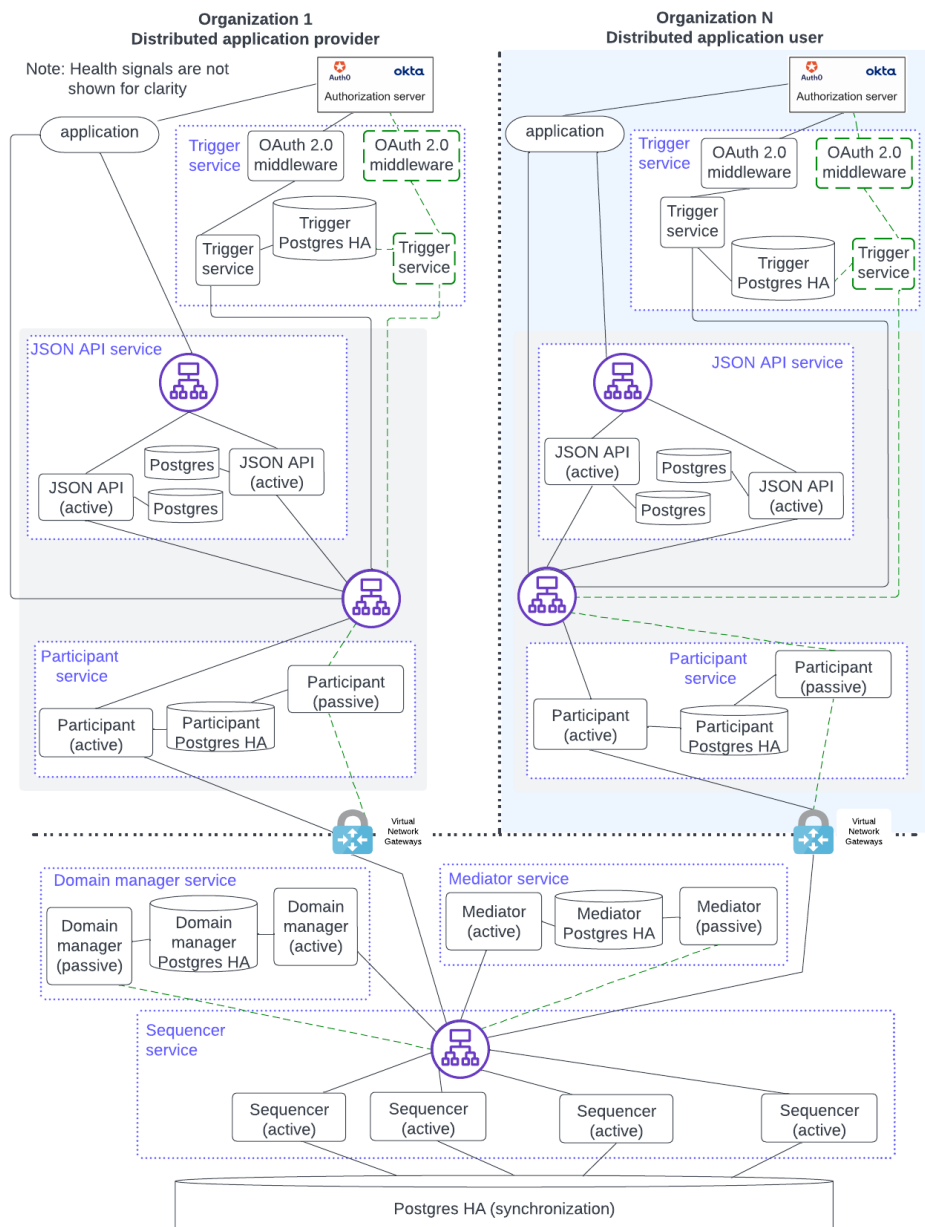 Organization 1
Distributed application provider
Organization N
Distributed application user
Note: Health signals are not
shown for clarity
Auth0
okta
Authorization server
application
Trigger
service
OAuth 2.0
middleware
OAuth 2.0
middleware
Trigger
Postgres HA
Trigger
service
Trigger
service
Auth0
okta
Authorization server
application
Trigger
service
OAuth 2.0
middleware
OAuth 2.0
middleware
Trigger
service
Trigger
Postgres HA
Trigger
service
JSON API service
Postgres
JSON API
(active)
JSON API
(active)
Postgres
JSON API service
JSON API
(active)
Postgres
JSON API
(active)
Postgres
Participant
service
Participant
(passive)
Participant
(active)
Participant
Postgres HA
Participant
service
Participant
(passive)
Participant
(active)
Participant
Postgres HA
Virtual
Network
Gateways
Virtual
Network
Gateways
Domain manager service
Domain
manager
(passive)
Domain
manager
Postgres HA
Domain
manager
(active)
Mediator service
Mediator
(active)
Mediator
Postgres HA
Mediator
(passive)
Sequencer
service
Sequencer
(active)
Sequencer
(active)
Sequencer
(active)
Sequencer
(active)
Postgres HA (synchronization)